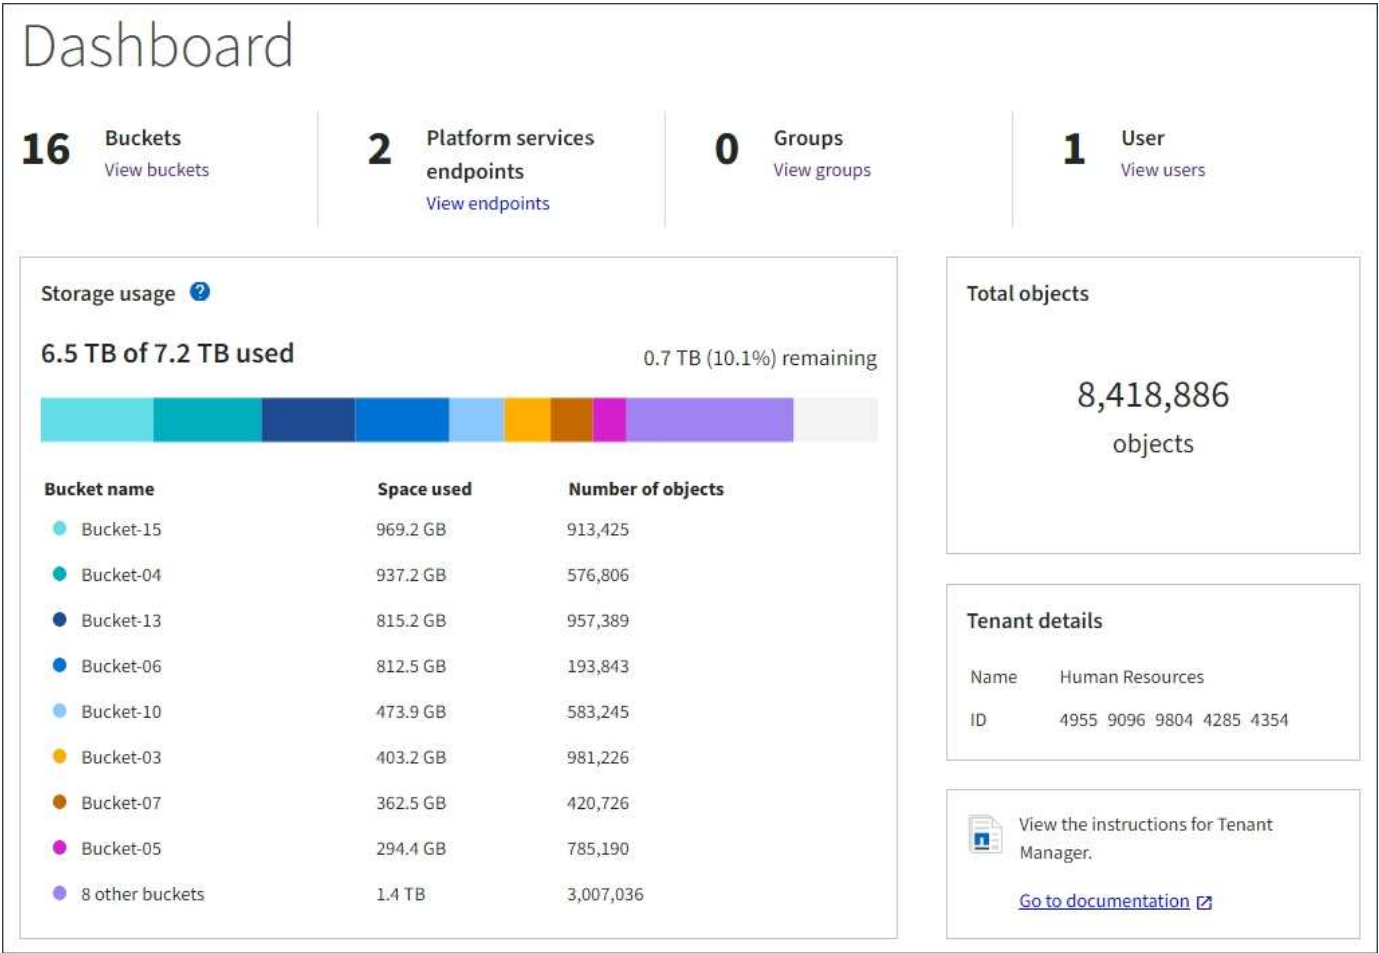 Dashboard
16 Buckets
View buckets
2 Platform services
endpoints
View endpoints
0 Groups
View groups
1 User
View users
Storage usage ?
6.5 TB of 7.2 TB used
0.7 TB (10.1%) remaining
Bucket name Space used Number of objects
Bucket-15 969.2 GB 913,425
Bucket-04 937.2 GB 576,806
Bucket-13 815.2 GB 957,389
Bucket-06 812.5 GB 193,843
Bucket-10 473.9 GB 583,245
Bucket-03 403.2 GB 981,226
Bucket-07 362.5 GB 420,726
Bucket-05 294.4 GB 785,190
8 other buckets 1.4 TB 3,007,036
Total objects
8,418,886
objects
Tenant details
Name Human Resources
ID 4955 9096 9804 4285 4354
View the instructions for Tenant
Manager.
Go to documentation